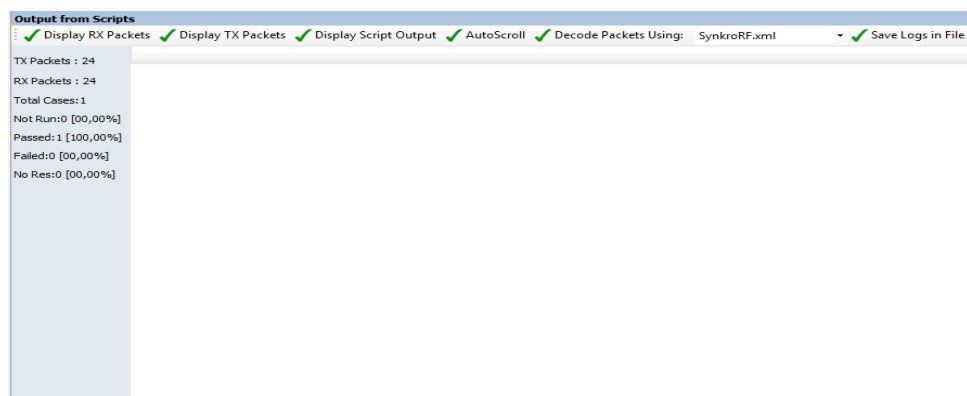 Output from Scripts
Display RX Packets Display TX Packets Display Script Output AutoScroll Decode Packets Using: SynkroRF.xml Save Logs in File
TX Packets : 24
RX Packets : 24
Total Cases:1
Not Run:0 [00,00%]
Passed:1 [100,00%]
Failed:0 [00,00%]
No Res:0 [00,00%]